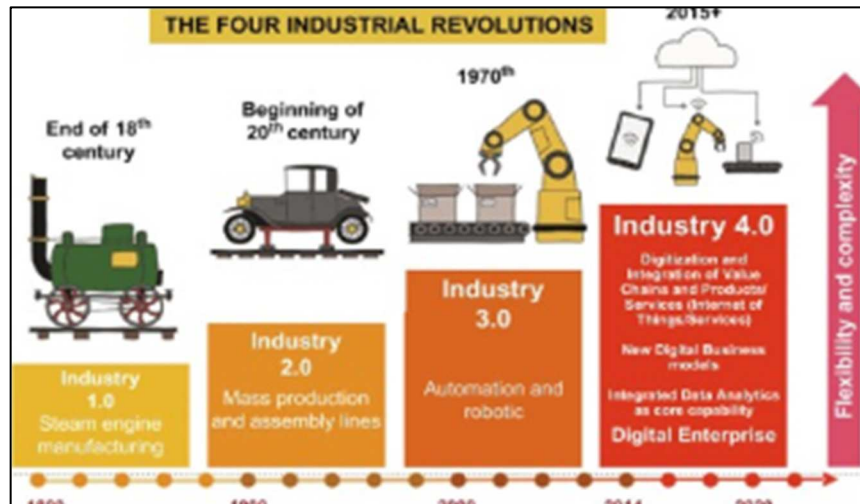 THE FOUR INDUSTRIAL REVOLUTIONS
End of 18th
century
Beginning of
20th century
1970th
2015+
Industry
1.0
Steam engine
manufacturing
Industry
2.0
Mass production
and assembly lines
Industry
3.0
Automation and
robotic
Industry 4.0
Digitization and
Integration of Value
Chains and Products/
Services (Internet of
Things/Services)
New Digital Business
models
Integrated Data Analytics
as core capability
Digital Enterprise
Flexibility and complexity